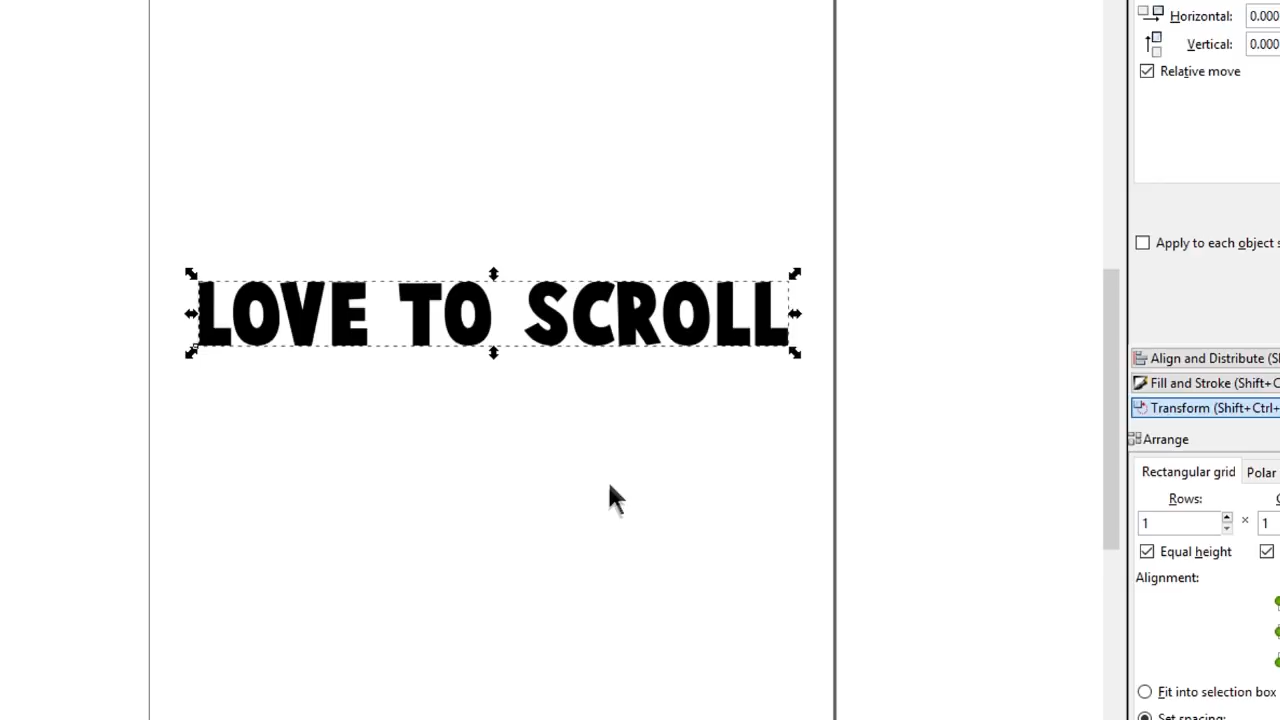 Horizontal: 0.000
Vertical: 0.000
Relative move
Apply to each object
LOVE TO SCROLL
Align and Distribute
Fill and Stroke (Shift+C
Transform (Shift+Ctrl+
Arrange
Rectangular grid Polar
Rows:
1 × 1
Equal height
Alignment:
Fit into selection box
Set spacing: